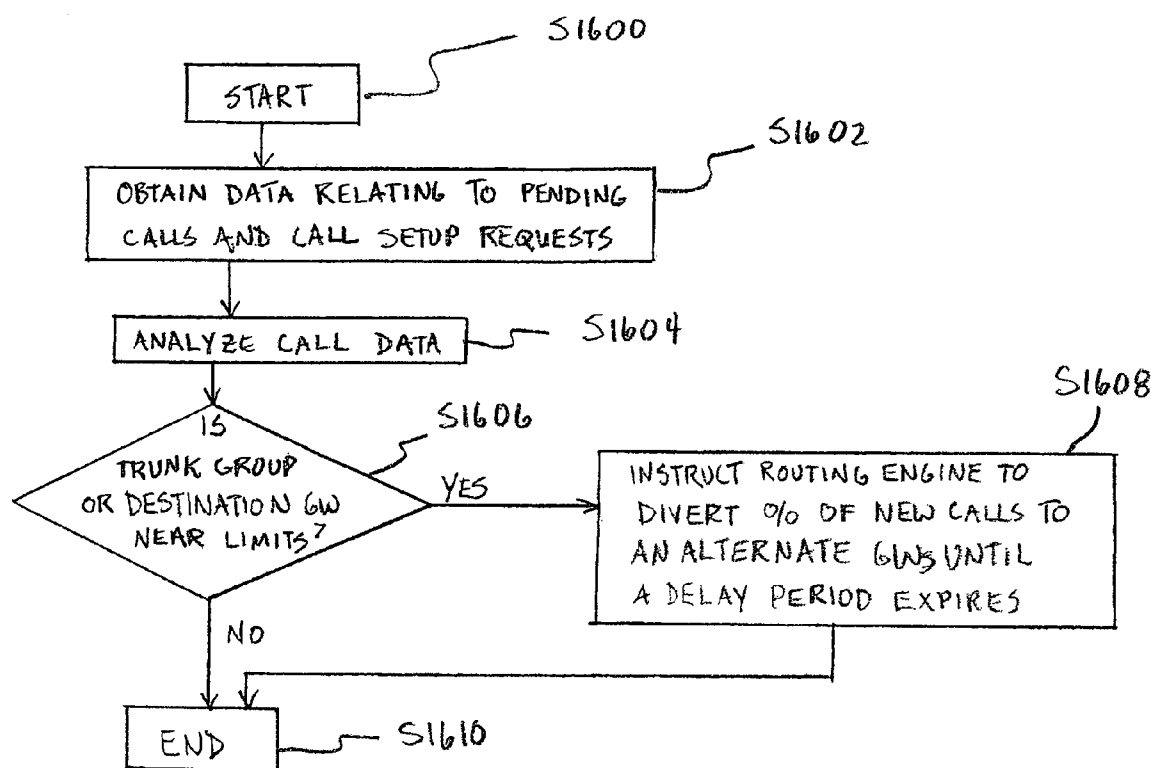 S1600
START
S1602
OBTAIN DATA RELATING TO PENDING
CALLS AND CALL SETUP REQUESTS
S1604
ANALYZE CALL DATA
S1606
IS
TRUNK GROUP
OR DESTINATION GW
NEAR LIMITS?
YES
S1608
INSTRUCT ROUTING ENGINE TO
DIVERT % OF NEW CALLS TO
AN ALTERNATE GWS UNTIL
A DELAY PERIOD EXPIRES
NO
END
S1610